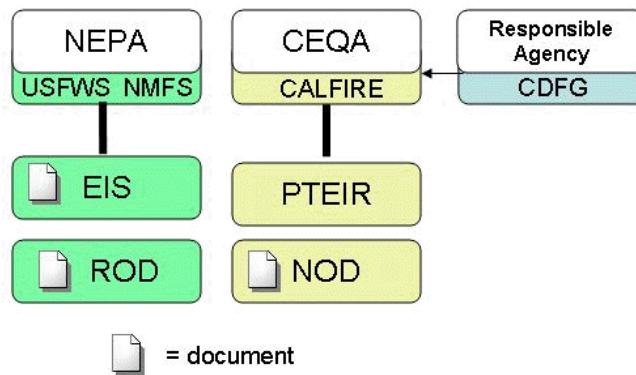 NEPA
USFWS NMFS
EIS
ROD
CEQA
CALFIRE
PTEIR
NOD
Responsible
Agency
CDFG
= document